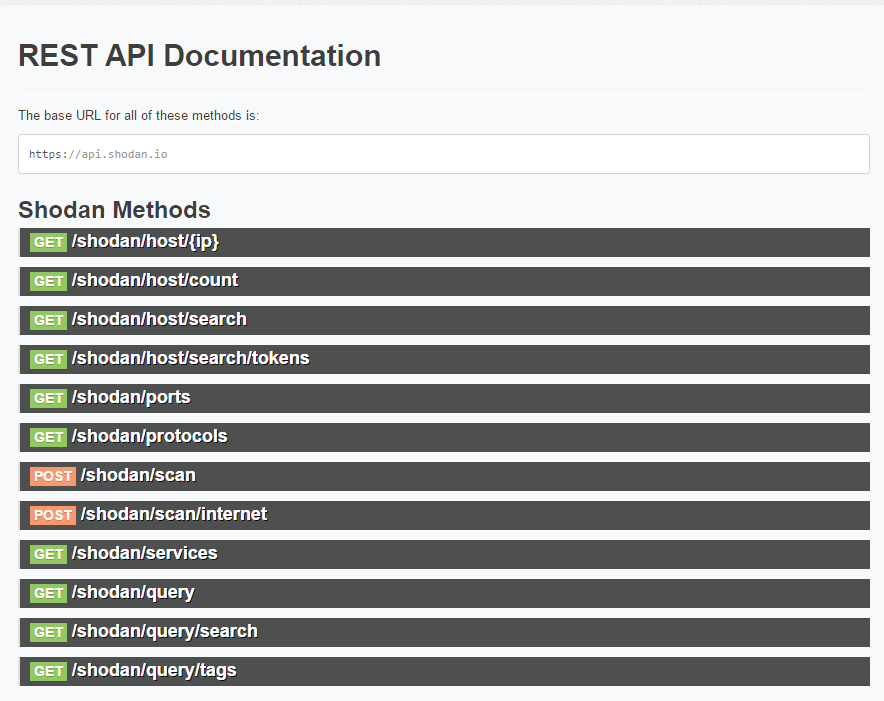 REST API Documentation
The base URL for all of these methods is:
https://api.shodan.io
Shodan Methods
GET /shodan/host/{ip}
GET /shodan/host/count
GET /shodan/host/search
GET /shodan/host/search/tokens
GET /shodan/ports
GET /shodan/protocols
POST /shodan/scan
POST /shodan/scan/internet
GET /shodan/services
GET /shodan/query
GET /shodan/query/search
GET /shodan/query/tags